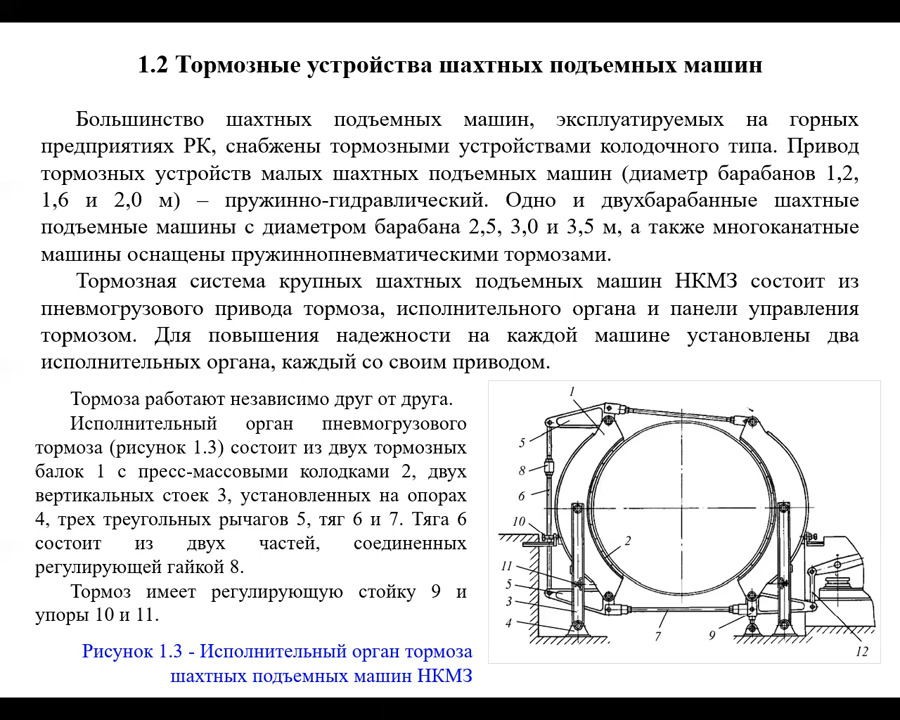 1.2 Тормозные устройства шахтных подъемных машин
Большинство шахтных подъемных машин, эксплуатируемых на горных
предприятиях РК, снабжены тормозными устройствами колодочного типа. Привод
тормозных устройств малых шахтных подъемных машин (диаметр барабанов 1,2,
1,6 и 2,0 м) – пружинно-гидравлический. Одно и двухбарабанные шахтные
подъемные машины с диаметром барабана 2,5, 3,0 и 3,5 м, а также многоканатные
машины оснащены пружиннопневматическими тормозами.
Тормозная система крупных шахтных подъемных машин НКМЗ состоит из
пневмогрузового привода тормоза, исполнительного органа и панели управления
тормозом. Для повышения надежности на каждой машине установлены два
исполнительных органа, каждый со своим приводом.
Тормоза работают независимо друг от друга.
Исполнительный орган пневмогрузового
тормоза (рисунок 1.3) состоит из двух тормозных
балок 1 с пресс-массовыми колодками 2, двух
вертикальных стоек 3, установленных на опорах
4, трех треугольных рычагов 5, тяг 6 и 7. Тяга 6
состоит из двух частей, соединенных
регулирующей гайкой 8.
Тормоз имеет регулирующую стойку 9 и
упоры 10 и 11.
Рисунок 1.3 - Исполнительный орган тормоза
шахтных подъемных машин НКМЗ
1
5
8
6
10
2
11
5
3
4
7
9
12